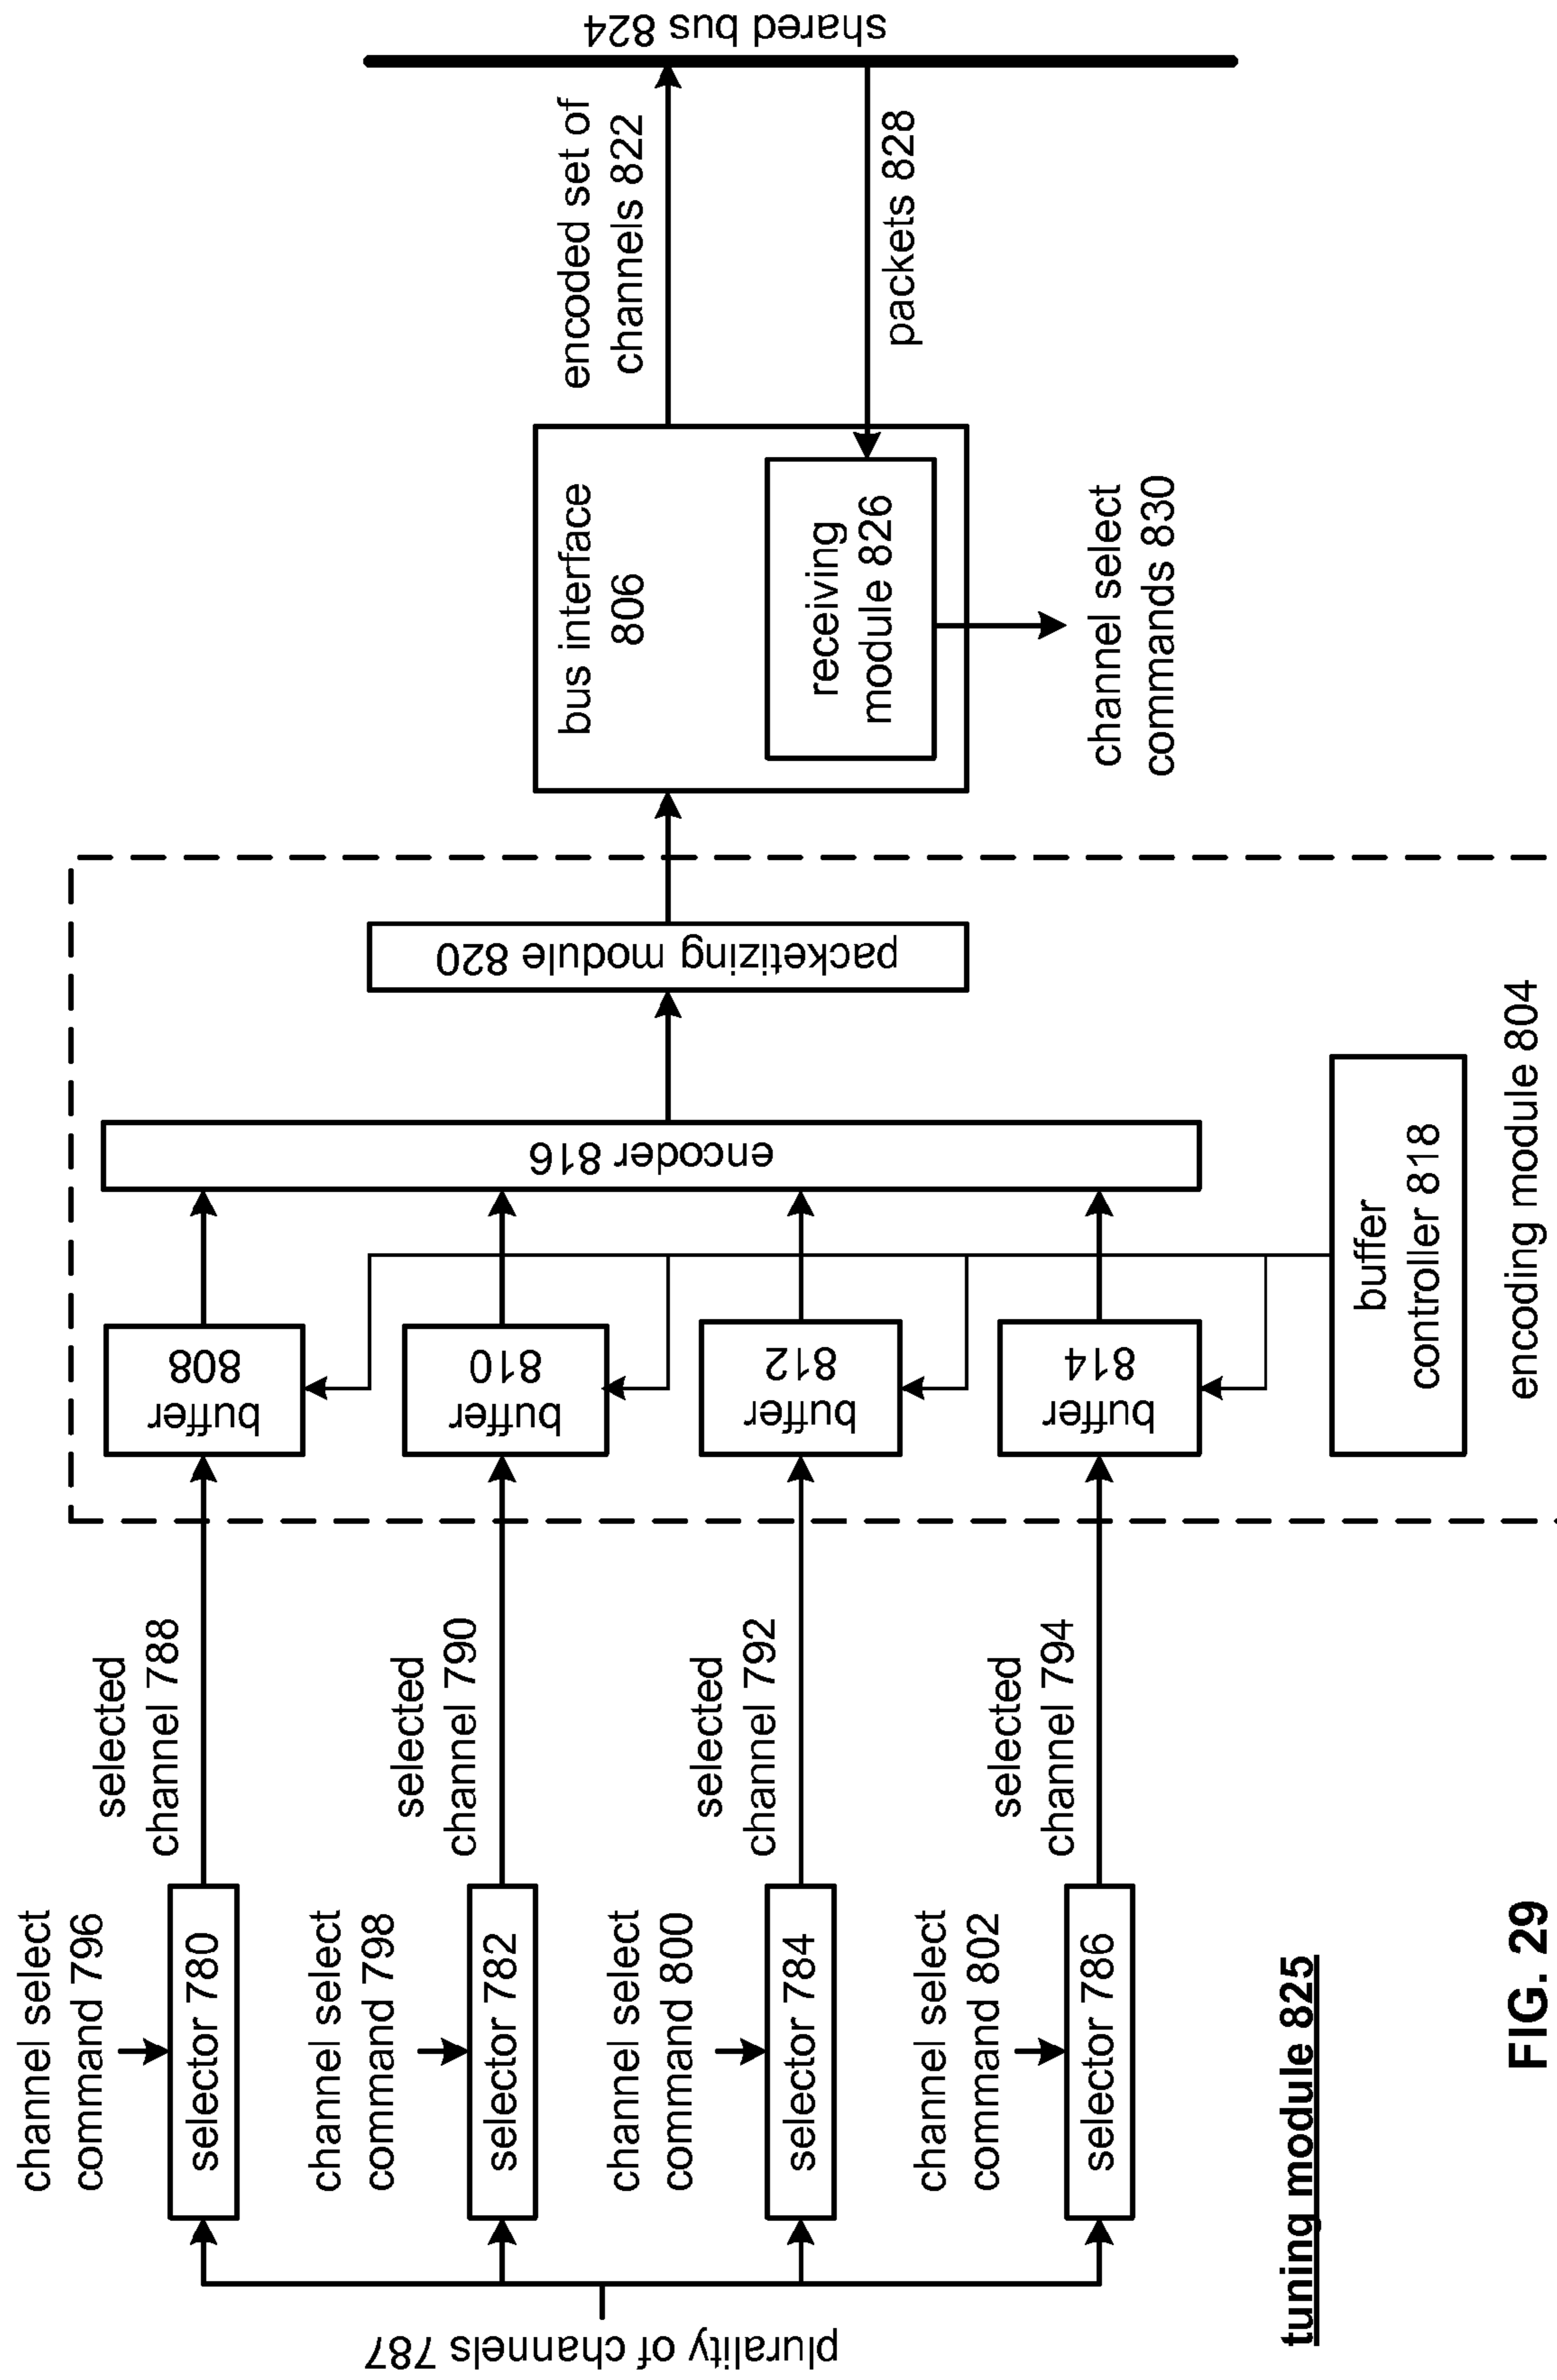 plurality of channels 787
channel select
command 796
selector 780
selected
channel 788
channel select
command 798
selector 782
selected
channel 790
channel select
command 800
selector 784
selected
channel 792
channel select
command 802
selector 786
selected
channel 794
buffer
808
buffer
810
buffer
812
buffer
814
encoder 816
buffer
controller 818
packetizing module 820
encoding module 804
bus interface
806
receiving
module 826
channel select
commands 830
encoded set of
channels 822
packets 828
shared bus 824
tuning module 825
FIG. 29